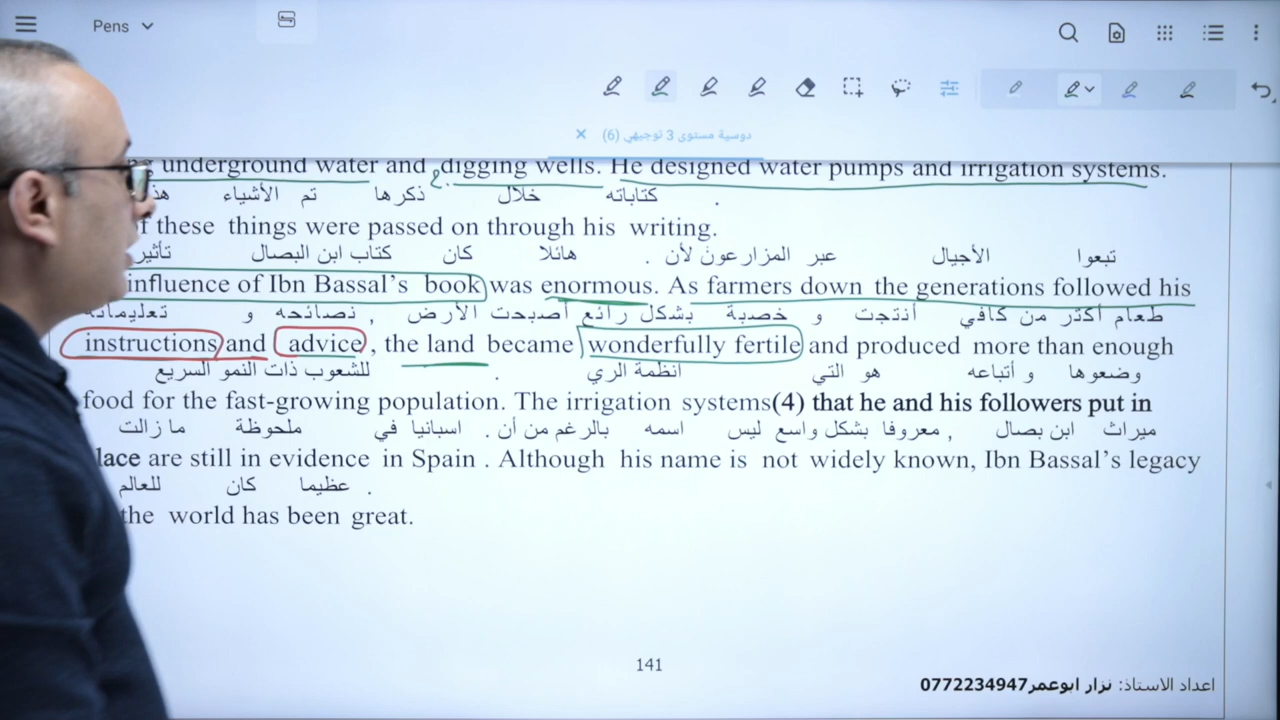 Pens
دوسية مستوى 3 توجيهي (6)
underground water and digging wells. He designed water pumps and irrigation systems.
تم الأشياء ذكرها خلال كتاباته .
of these things were passed on through his writing.
تأثير كتاب ابن البصال كان هائلا . لأن المزارعون عبر الأجيال تبعوا
influence of Ibn Bassal's book was enormous. As farmers down the generations followed his
تعليماته و نصائحه , أصبحت الأرض بشكل رائع خصبة و أنتجت طعام أكثر من كافي
instructions and advice, the land became wonderfully fertile and produced more than enough
للشعوب ذات النمو السريع . أنظمة الري التي هو و أتباعه وضعوها
food for the fast-growing population. The irrigation systems(4) that he and his followers put in
ما زالت ملحوظة في اسبانيا . بالرغم من أن اسمه ليس معروفا بشكل واسع , ابن بصال ميراث
lace are still in evidence in Spain . Although his name is not widely known, Ibn Bassal's legacy
للعالم كان عظيما .
the world has been great.
141
اعداد الاستاذ: نزار ابوعمر0772234947